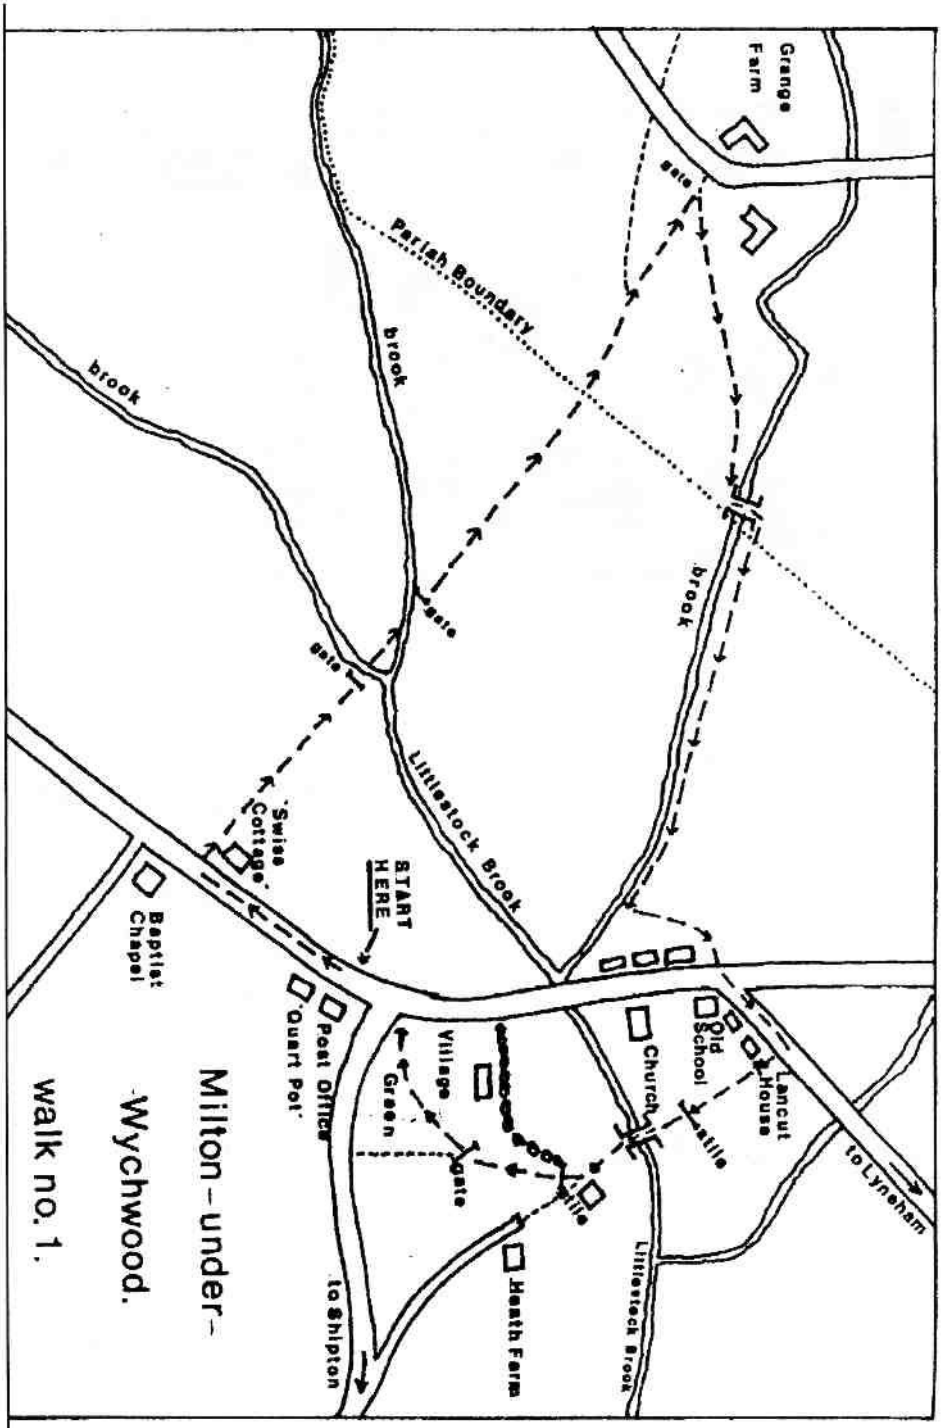 Grange
Farm
gate
Parish Boundary
brook
brook
brook
gate
gate
Littlestock Brook
'Swiss
Cottage'
START
HERE
Baptist
Chapel
'Quart Pot'
Post Office
Village
Green
Church
Old
School
Lancut
House
stile
to Lyneham
stile
gate
Heath Farm
Littlestock Brook
to Shipton
Milton-under-
-Wychwood.
walk no. 1.